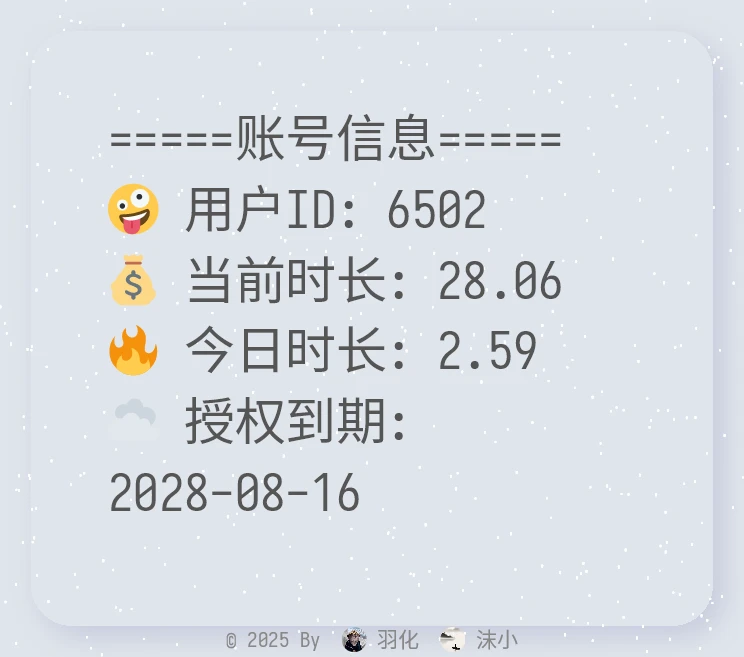 =====账号信息=====
🤪 用户ID: 6502
💰 当前时长: 28.06
🔥 今日时长: 2.59
☁️ 授权到期:
2028-08-16
© 2025 By 羽化 沫小